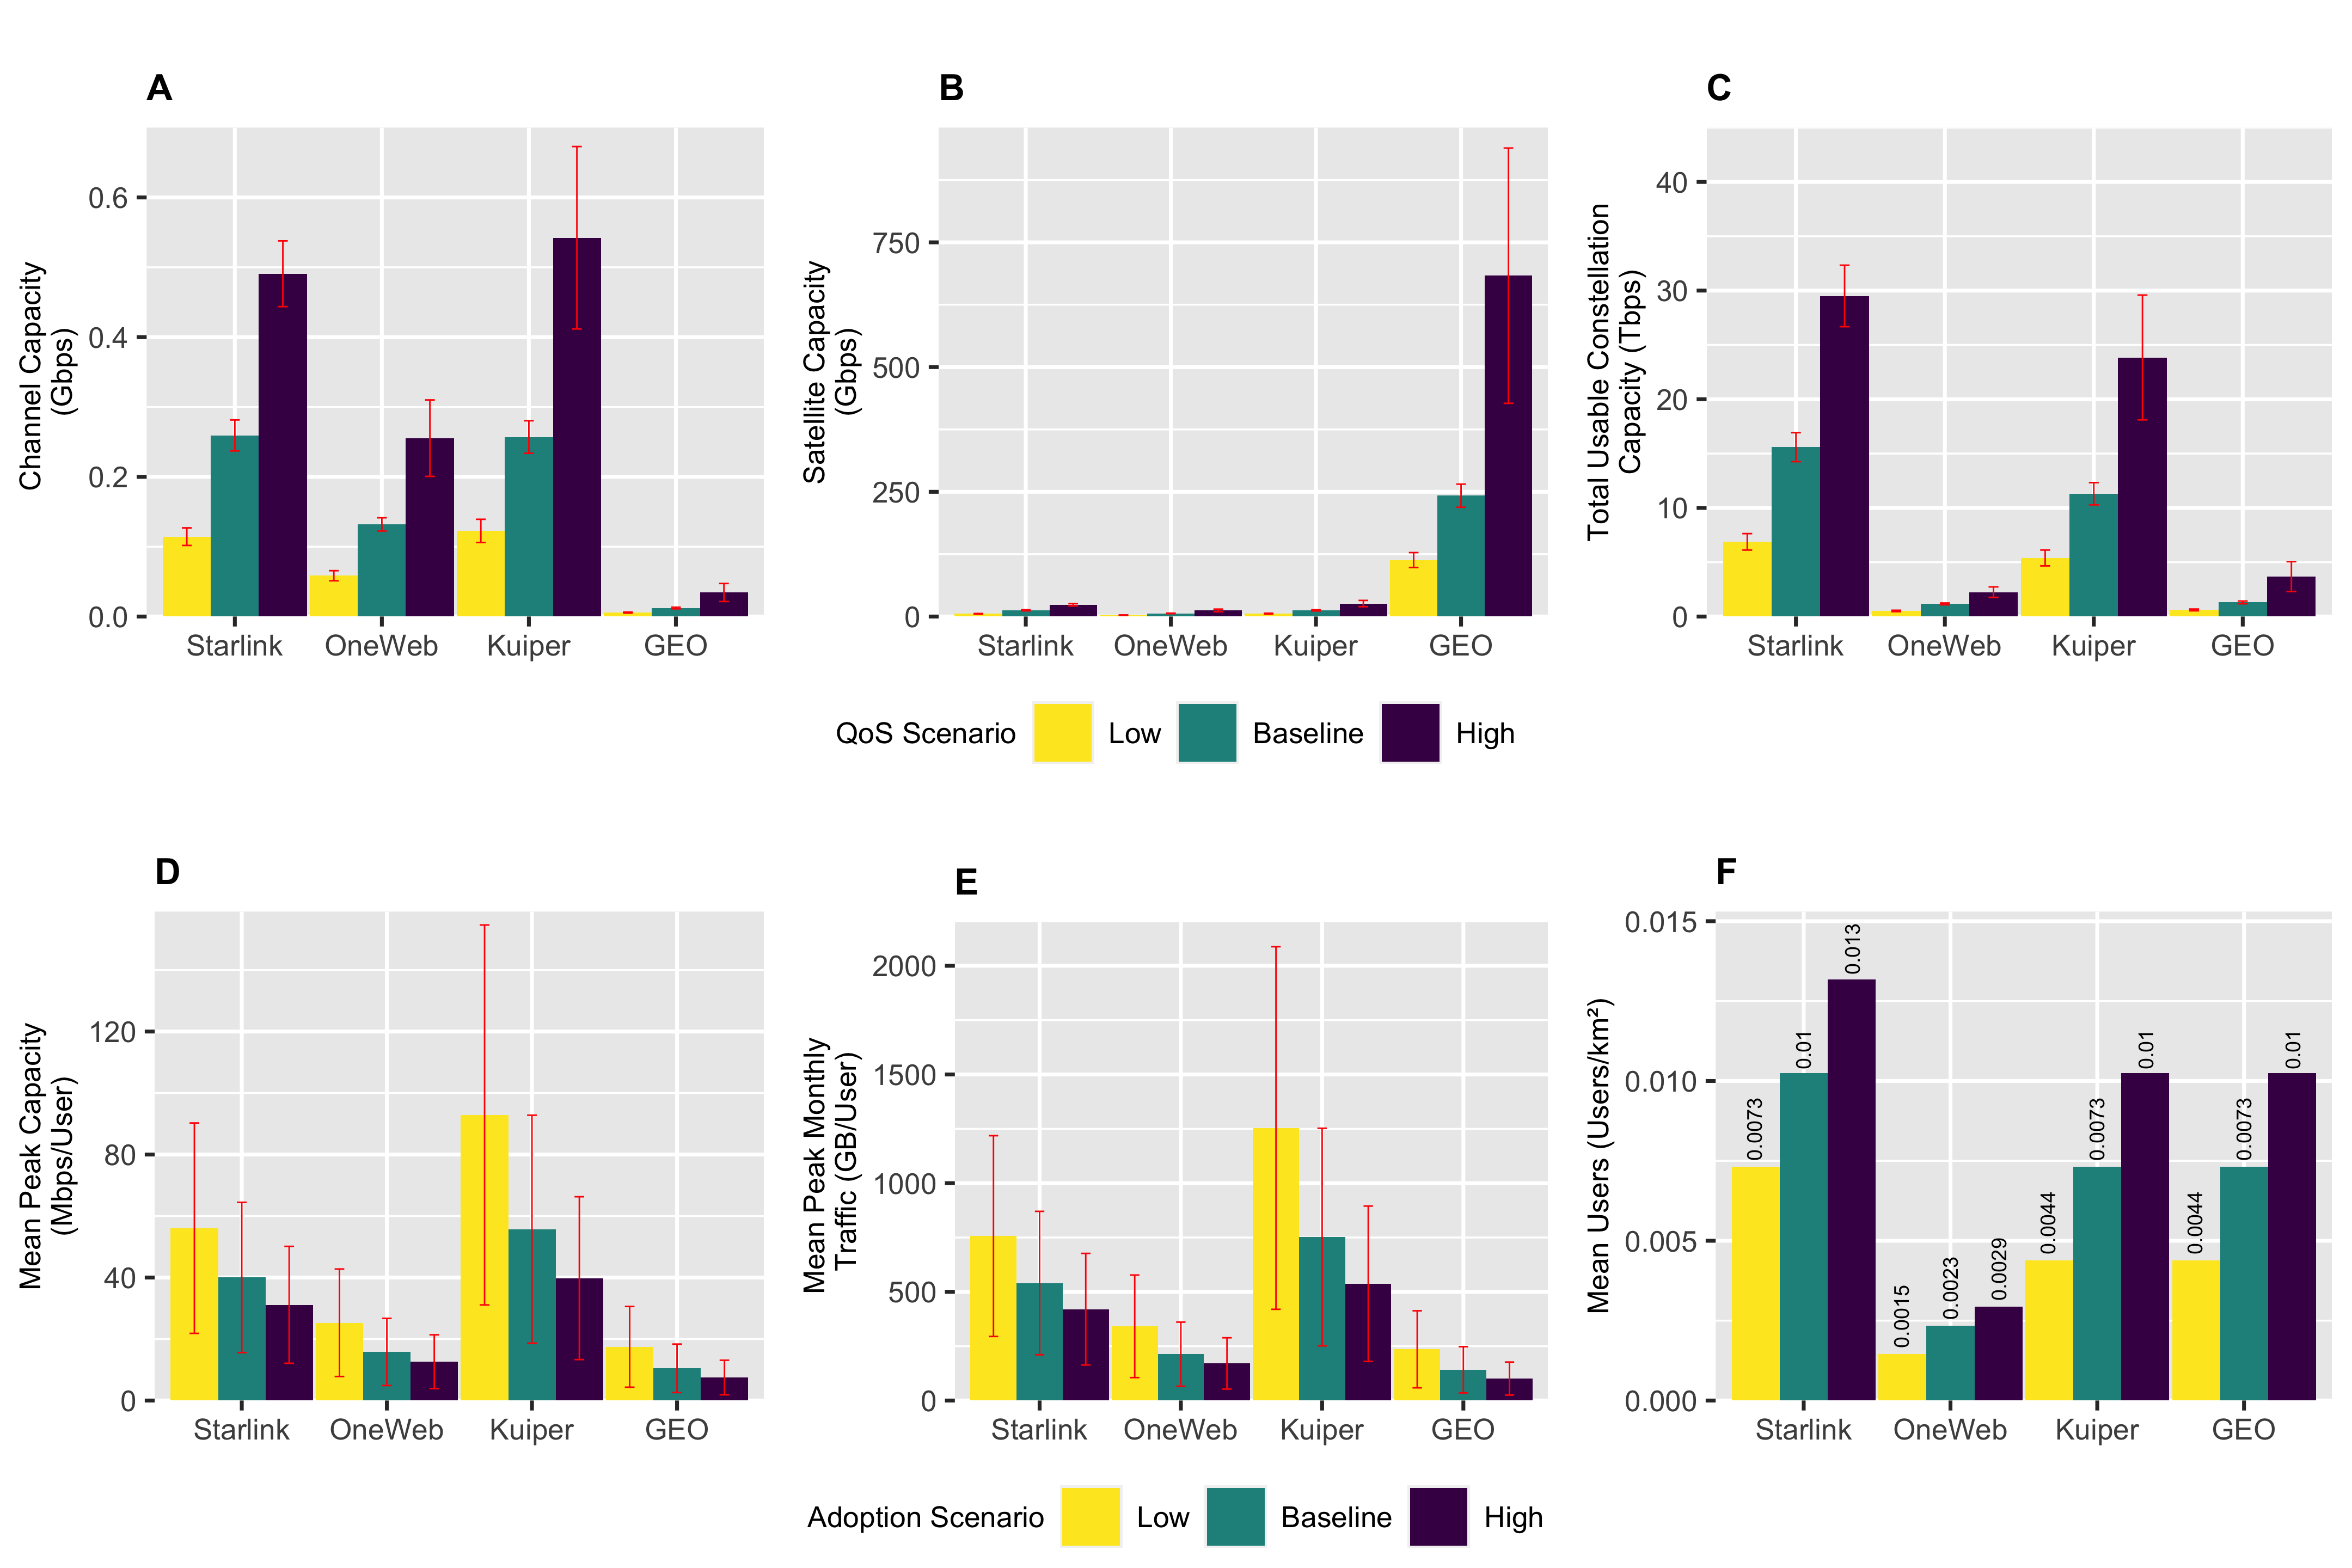 A
Channel Capacity
(Gbps)
0.6
0.4
0.2
0.0
Starlink OneWeb Kuiper GEO
B
Satellite Capacity
(Gbps)
750
500
250
0
Starlink OneWeb Kuiper GEO
C
Total Usable Constellation
Capacity (Tbps)
40
30
20
10
0
Starlink OneWeb Kuiper GEO
QoS Scenario Low Baseline High
D
Mean Peak Capacity
(Mbps/User)
120
80
40
0
Starlink OneWeb Kuiper GEO
E
Mean Peak Monthly
Traffic (GB/User)
2000
1500
1000
500
0
Starlink OneWeb Kuiper GEO
F
Mean Users (Users/km²)
0.015
0.010
0.005
0.000
0.0073
0.01
0.013
0.0015
0.0023
0.0029
0.0044
0.0073
0.01
0.0044
0.0073
0.01
Starlink OneWeb Kuiper GEO
Adoption Scenario Low Baseline High